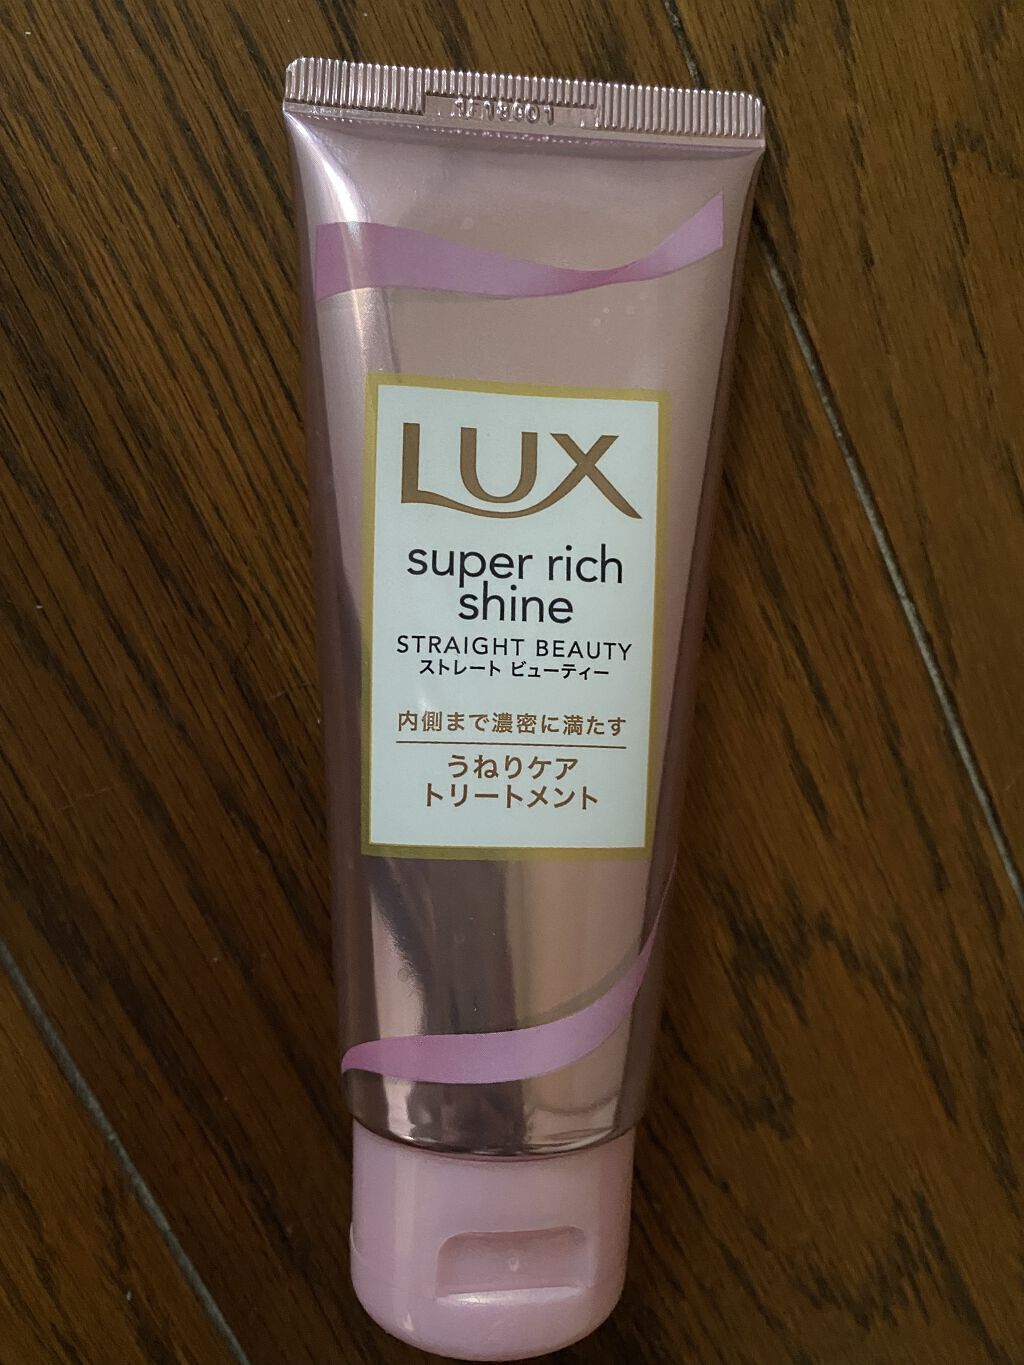 LUX
super rich
shine
STRAIGHT BEAUTY
ストレート ビューティー
内側まで濃密に満たす
うねりケア
トリートメント